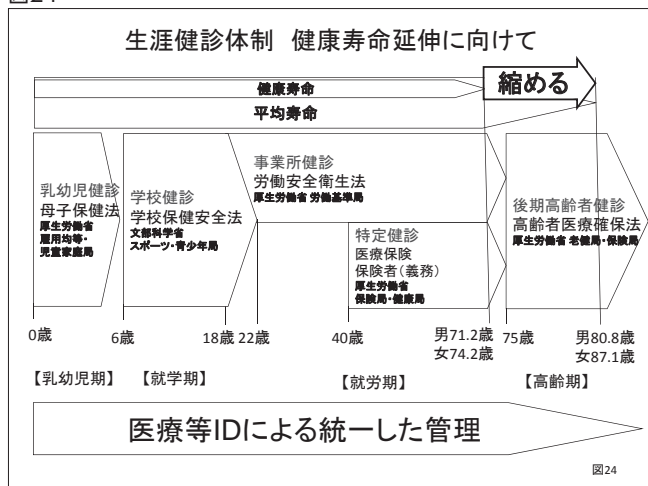 生涯健診体制 健康寿命延伸に向けて
健康寿命
縮める
平均寿命
乳幼児健診
母子保健法
厚生労働省
雇用均等・
児童家庭局
学校健診
学校保健安全法
文部科学省
スポーツ・青少年局
事業所健診
労働安全衛生法
厚生労働省 労働基準局
特定健診
医療保険
保険者(義務)
厚生労働省
保険局・健康局
後期高齢者健診
高齢者医療確保法
厚生労働省 老健局・保険局
0歳
6歳
18歳
22歳
40歳
男71.2歳
女74.2歳
75歳
男80.8歳
女87.1歳
【乳幼児期】
【就学期】
【就労期】
【高齢期】
医療等IDによる統一した管理
図24